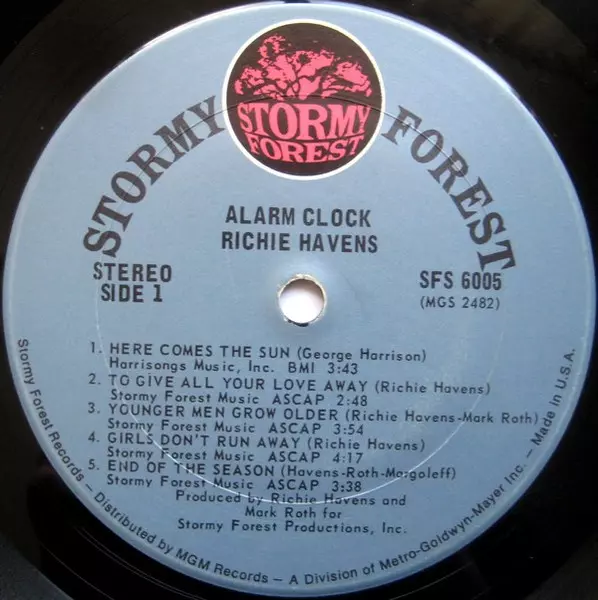 STORMY
FOREST
STORMY FOREST
ALARM CLOCK
RICHIE HAVENS
STEREO
SIDE 1
SFS 6005
(MGS 2482)
1. HERE COMES THE SUN (George Harrison)
Harrisongs Music, Inc. BMI 3:43
2. TO GIVE ALL YOUR LOVE AWAY (Richie Havens)
Stormy Forest Music ASCAP 2:48
3. YOUNGER MEN GROW OLDER (Richie Havens-Mark Roth)
Stormy Forest Music ASCAP 3:54
4. GIRLS DON'T RUN AWAY (Richie Havens)
Stormy Forest Music ASCAP 4:17
5. END OF THE SEASON (Havens-Roth-Margoleff)
Stormy Forest Music ASCAP 3:38
Produced by Richie Havens and
Mark Roth for
Stormy Forest Productions, Inc.
Stormy Forest Records - Distributed by MGM Records - A Division of Metro-Goldwyn-Mayer Inc. - Made in U.S.A.